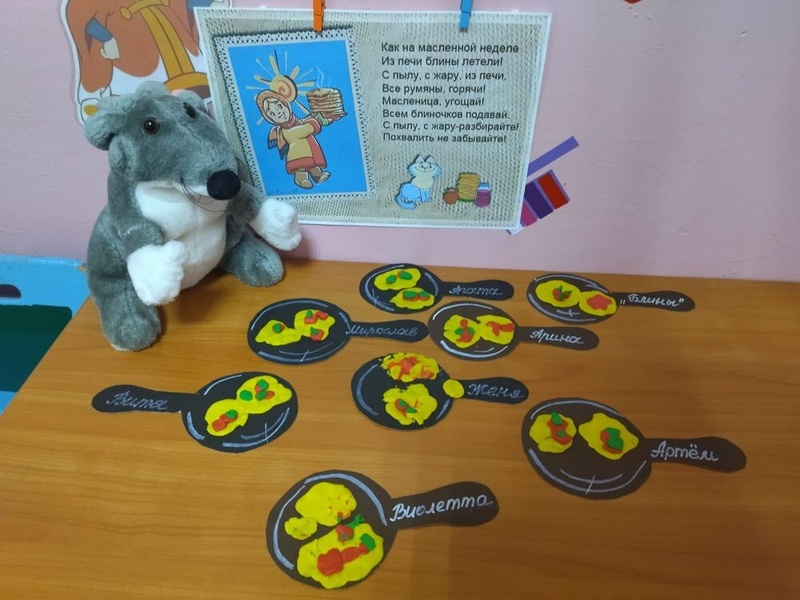 Как на масленной неделе
Из печи блины летели!
С пылу, с жару, из печи,
Все румяны, горячи!
Масленица, угощай!
Всем блиночков подавай.
С пылу, с жару-разбирайте!
Похвалить не забывайте!
Агата
„Блины"
Мирослав
Арина
Витя
Женя
Артём
Виолетта